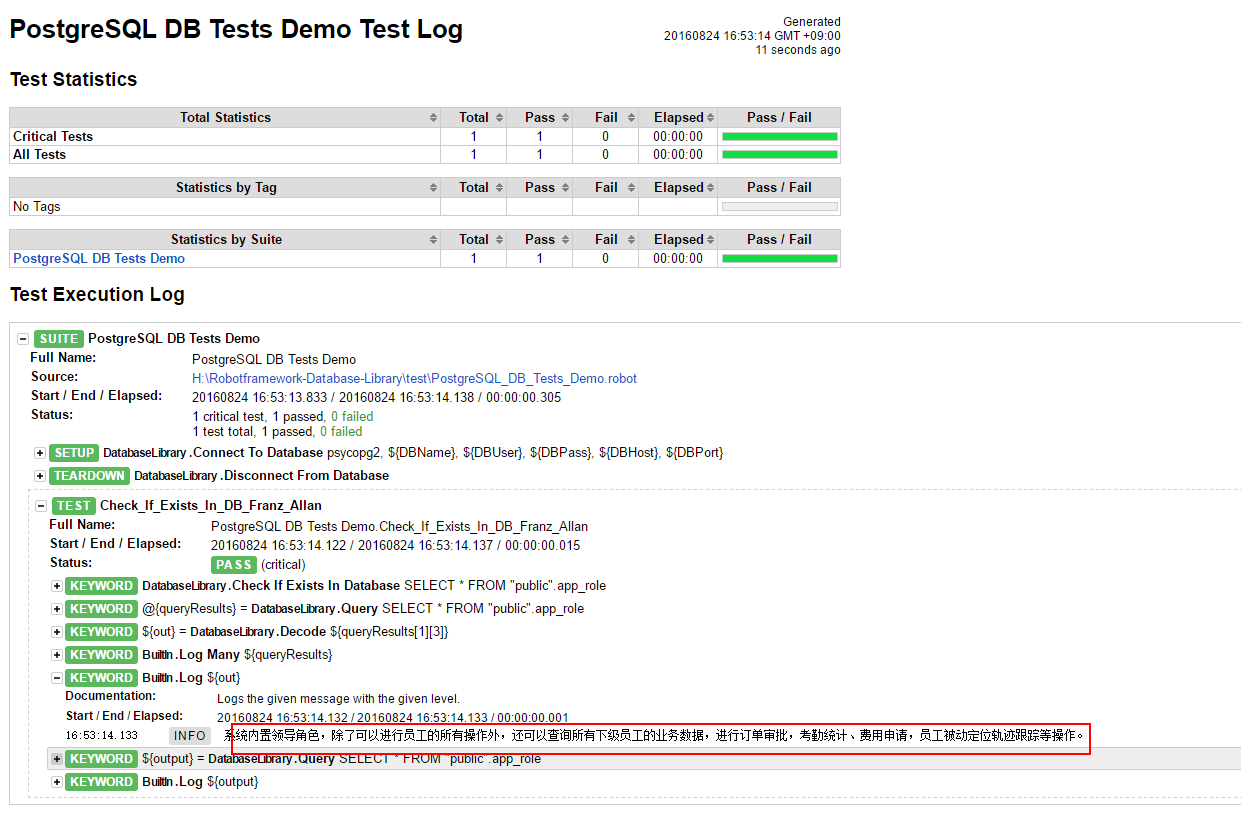 PostgreSQL DB Tests Demo Test Log
Generated
20160824 16:53:14 GMT +09:00
11 seconds ago
Test Statistics
Total Statistics Total Pass Fail Elapsed Pass / Fail
Critical Tests 1 1 0 00:00:00
All Tests 1 1 0 00:00:00
Statistics by Tag Total Pass Fail Elapsed Pass / Fail
No Tags
Statistics by Suite Total Pass Fail Elapsed Pass / Fail
PostgreSQL DB Tests Demo 1 1 0 00:00:00
Test Execution Log
SUITE PostgreSQL DB Tests Demo
Full Name: PostgreSQL DB Tests Demo
Source: H:\Robotframework-Database-Library\test\PostgreSQL_DB_Tests_Demo.robot
Start / End / Elapsed: 20160824 16:53:13.833 / 20160824 16:53:14.138 / 00:00:00.305
Status: 1 critical test, 1 passed, 0 failed
1 test total, 1 passed, 0 failed
SETUP DatabaseLibrary.Connect To Database psycopg2, ${DBName}, ${DBUser}, ${DBPass}, ${DBHost}, ${DBPort}
TEARDOWN DatabaseLibrary.Disconnect From Database
TEST Check_If_Exists_In_DB_Franz_Allan
Full Name: PostgreSQL DB Tests Demo.Check_If_Exists_In_DB_Franz_Allan
Start / End / Elapsed: 20160824 16:53:14.122 / 20160824 16:53:14.137 / 00:00:00.015
Status: PASS (critical)
KEYWORD DatabaseLibrary.Check If Exists In Database SELECT * FROM "public".app_role
KEYWORD @{queryResults} = DatabaseLibrary.Query SELECT * FROM "public".app_role
KEYWORD ${out} = DatabaseLibrary.Decode ${queryResults[1][3]}
KEYWORD BuiltIn.Log Many ${queryResults}
KEYWORD BuiltIn.Log ${out}
Documentation: Logs the given message with the given level.
Start / End / Elapsed: 20160824 16:53:14.132 / 20160824 16:53:14.133 / 00:00:00.001
16:53:14.133 INFO 系统内置领导角色，除了可以进行员工的所有操作外，还可以查询所有下级员工的业务数据，进行订单审批，考勤统计、费用申请，员工被动定位轨迹跟踪等操作。
KEYWORD ${output} = DatabaseLibrary.Query SELECT * FROM "public".app_role
KEYWORD BuiltIn.Log ${output}